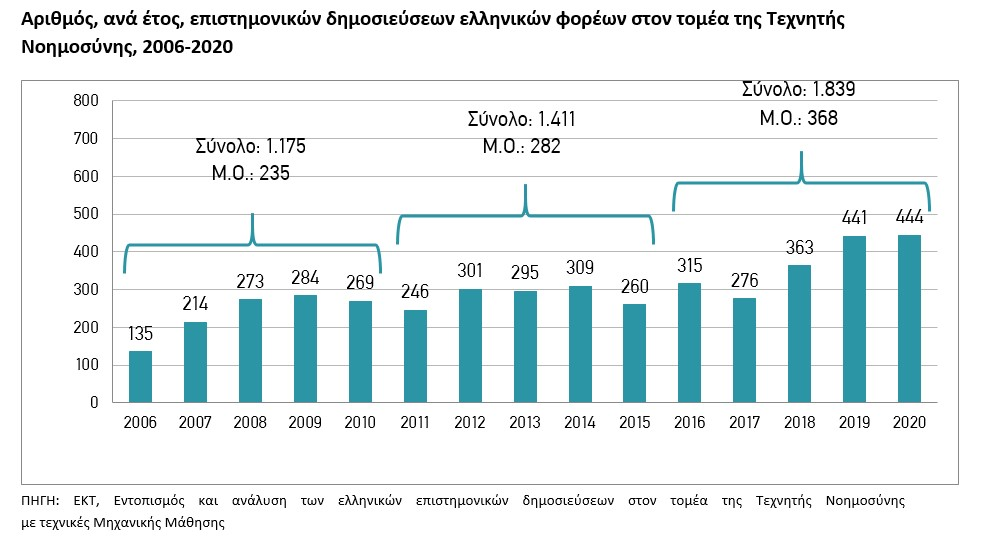 Αριθμός, ανά έτος, επιστημονικών δημοσιεύσεων ελληνικών φορέων στον τομέα της Τεχνητής
Νοημοσύνης, 2006-2020
Σύνολο: 1.839
Μ.Ο.: 368
Σύνολο: 1.411
Μ.Ο.: 282
Σύνολο: 1.175
Μ.Ο.: 235
800
700
600
500
400
300
200
100
0
135 214 273 284 269 246 301 295 309 260 315 276 363 441 444
2006 2007 2008 2009 2010 2011 2012 2013 2014 2015 2016 2017 2018 2019 2020
ΠΗΓΗ: ΕΚΤ, Εντοπισμός και ανάλυση των ελληνικών επιστημονικών δημοσιεύσεων στον τομέα της Τεχνητής Νοημοσύνης
με τεχνικές Μηχανικής Μάθησης